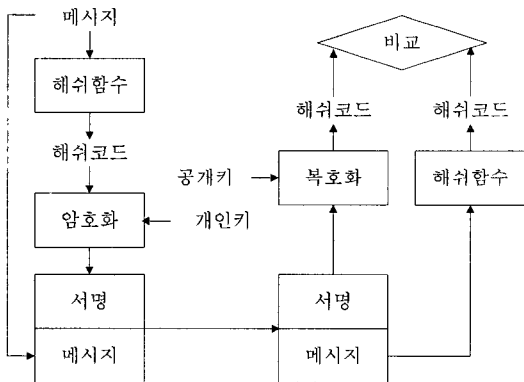 메시지
해쉬함수
해쉬코드
암호화
개인키
서명
메시지
비교
해쉬코드
해쉬코드
공개키
복호화
해쉬함수
서명
메시지